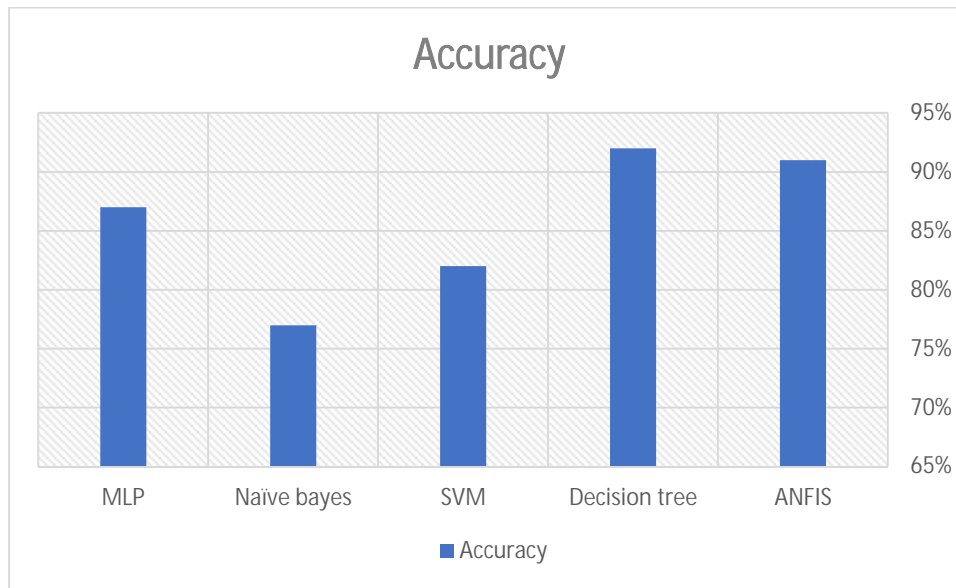 Accuracy
95%
90%
85%
80%
75%
70%
65%
MLP Naïve bayes SVM Decision tree ANFIS
Accuracy